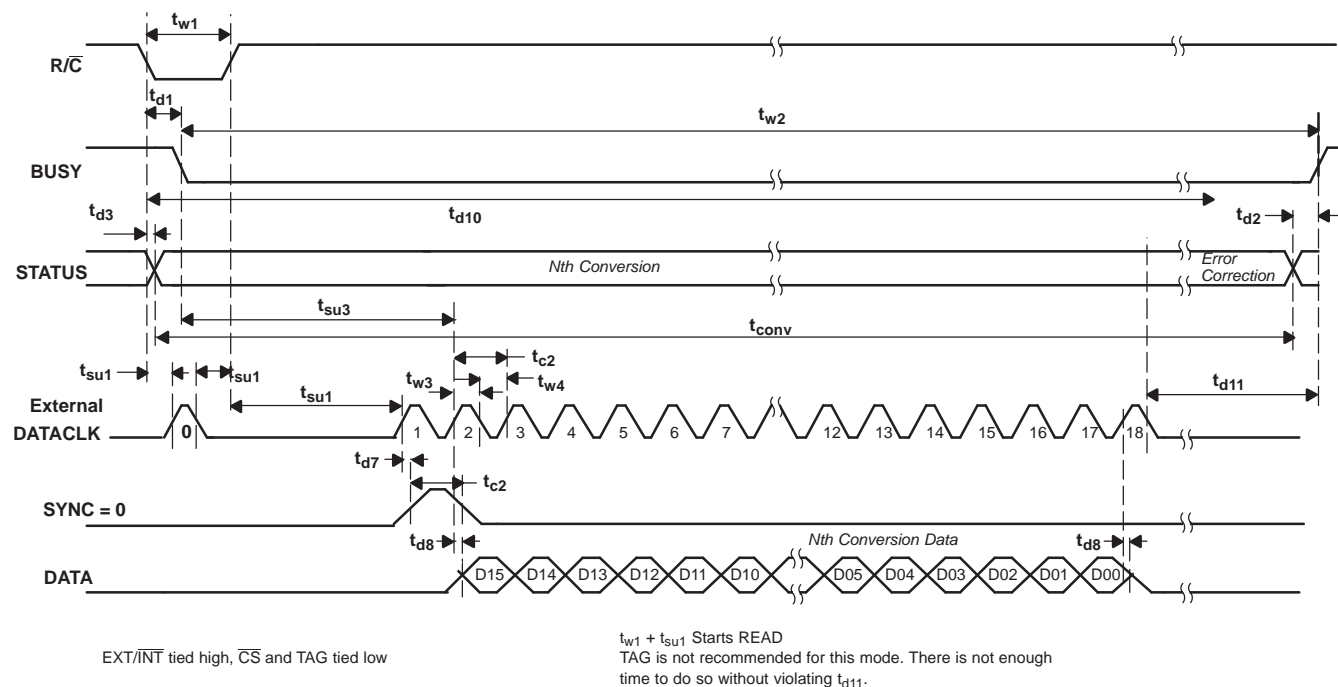 tw1
R/C̅
td1
tw2
BUSY
td3
td10
td2
STATUS
Nth Conversion
Error
Correction
tsu3
tconv
tc2
tsu1
tsu1
tw3
tw4
tsu1
td11
External
DATACLK
0 1 2 3 4 5 6 7 12 13 14 15 16 17 18
td7
tc2
SYNC = 0
td8
Nth Conversion Data
td8
DATA
D15 D14 D13 D12 D11 D10 D05 D04 D03 D02 D01 D00
EXT/I̅N̅T̅ tied high, C̅S̅ and TAG tied low
tw1 + tsu1 Starts READ
TAG is not recommended for this mode. There is not enough
time to do so without violating td11.